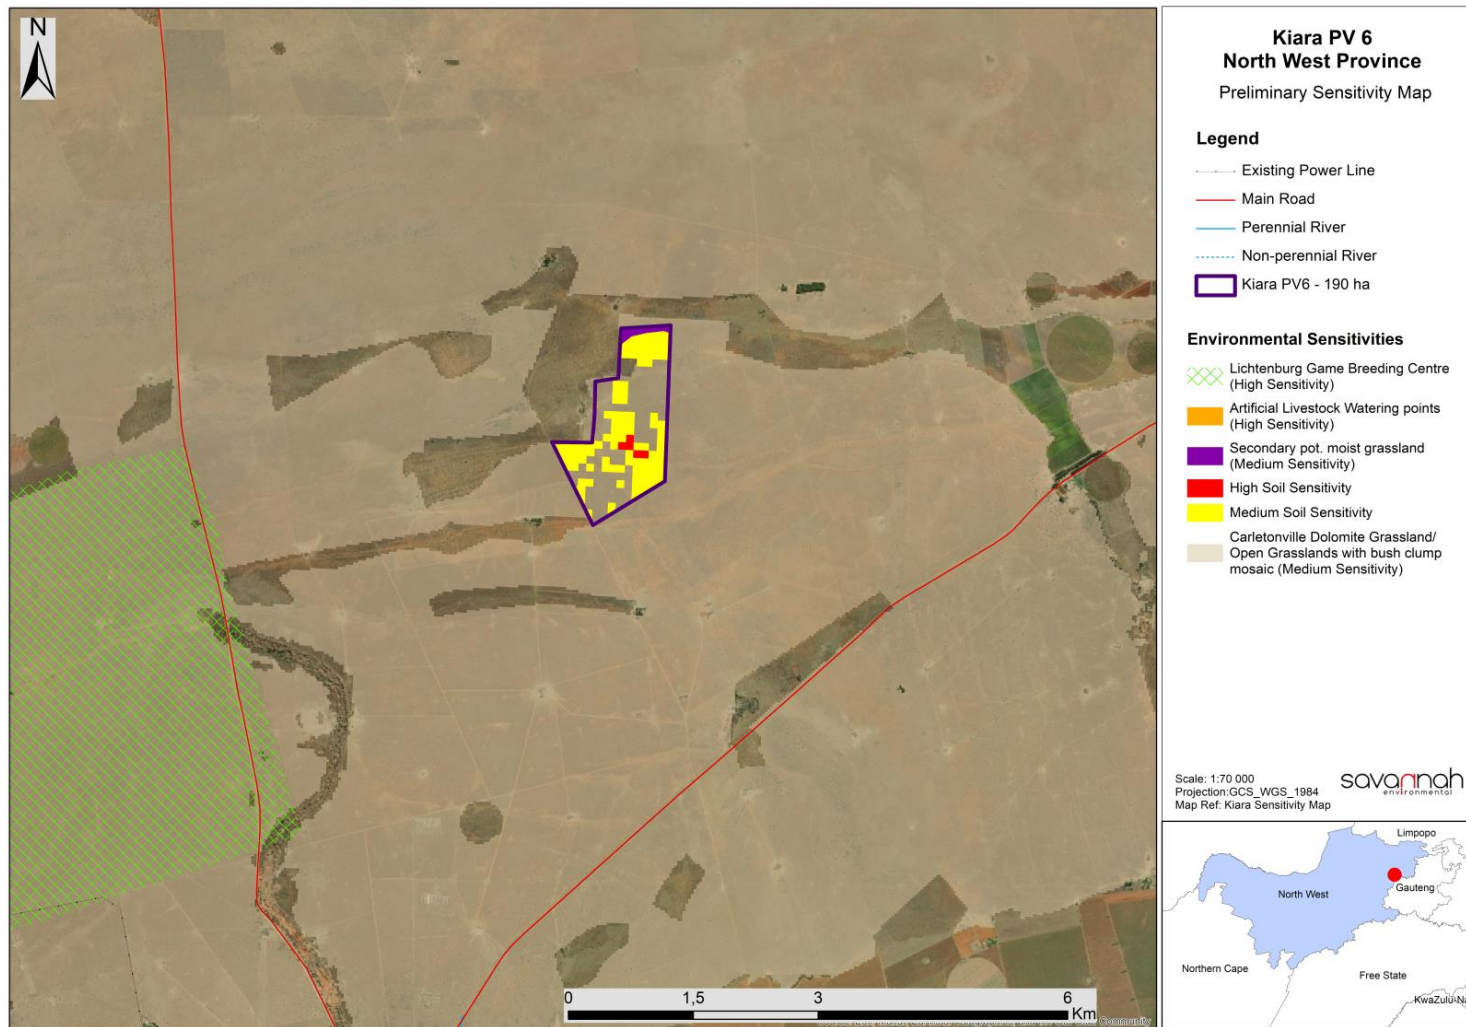 N
Kiara PV 6
North West Province
Preliminary Sensitivity Map
Legend
Existing Power Line
Main Road
Perennial River
Non-perennial River
Kiara PV6 - 190 ha
Environmental Sensitivities
Lichtenburg Game Breeding Centre
(High Sensitivity)
Artificial Livestock Watering points
(High Sensitivity)
Secondary pot. moist grassland
(Medium Sensitivity)
High Soil Sensitivity
Medium Soil Sensitivity
Carletonville Dolomite Grassland/
Open Grasslands with bush clump
mosaic (Medium Sensitivity)
Scale: 1:70 000
Projection:GCS_WGS_1984
Map Ref: Kiara Sensitivity Map
savannah
environmental
Limpopo
North West
Gauteng
Northern Cape
Free State
KwaZulu-Na
0 1,5 3 6
Km
Community